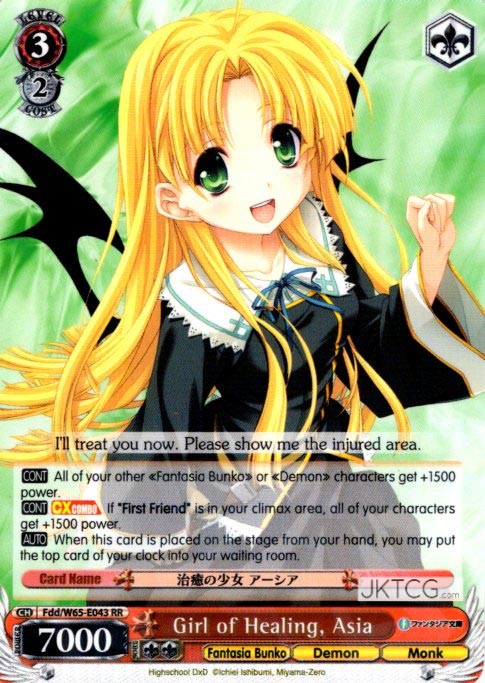 LEVEL
3
2
COST
I'll treat you now. Please show me the injured area.
CONT All of your other «Fantasia Bunko» or «Demon» characters get +1500
power.
CONT CX COMBO If "First Friend" is in your climax area, all of your characters
get +1500 power.
AUTO When this card is placed on the stage from your hand, you may put
the top card of your clock into your waiting room.
Card Name 治癒の少女 アーシア
JKTCG.com
CH Fdd/W65-E043 RR
POWER 7000 SOUL Girl of Healing, Asia ファンタジア文庫
Fantasia Bunko Demon Monk
Highschool DxD ©Ichiei Ishibumi, Miyama-Zero